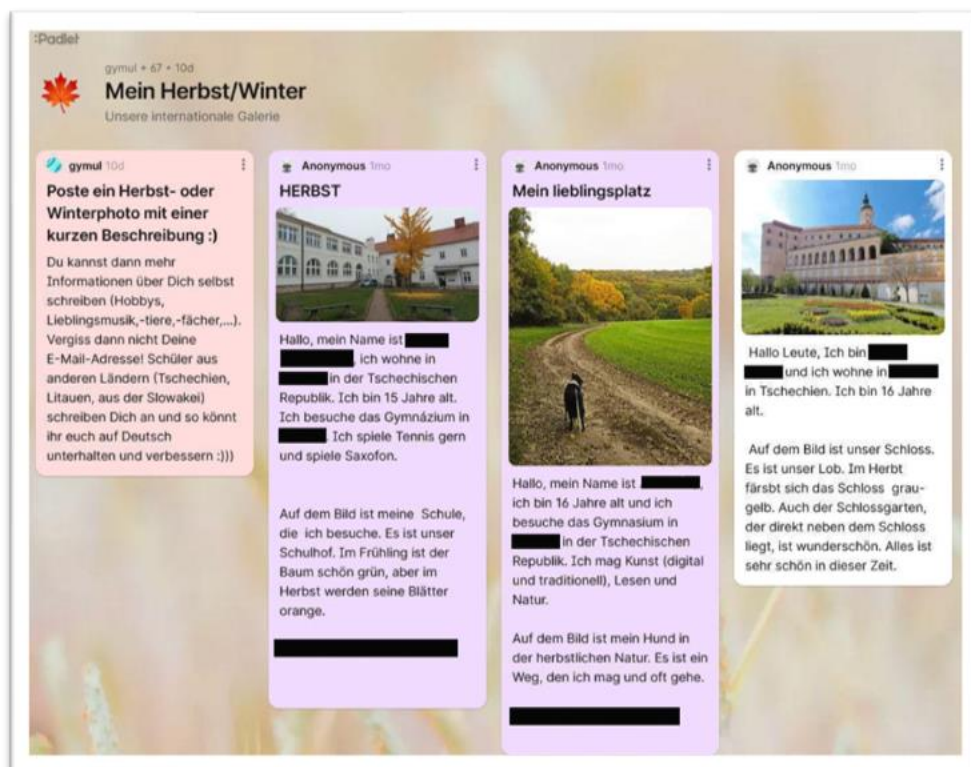 :Padlet
gymul • 67 • 10d
Mein Herbst/Winter
Unsere internationale Galerie
gymul 10d
Poste ein Herbst- oder
Winterphoto mit einer
kurzen Beschreibung :)
Du kannst dann mehr
Informationen über Dich selbst
schreiben (Hobbys,
Lieblingsmusik,-tiere,-fächer,...).
Vergiss dann nicht Deine
E-Mail-Adresse! Schüler aus
anderen Ländern (Tschechien,
Litauen, aus der Slowakei)
schreiben Dich an und so könnt
ihr euch auf Deutsch
unterhalten und verbessern :)))
Anonymous 1mo
HERBST
Hallo, mein Name ist
, ich wohne in
in der Tschechischen
Republik. Ich bin 15 Jahre alt.
Ich besuche das Gymnázium in
. Ich spiele Tennis gern
und spiele Saxofon.
Auf dem Bild ist meine Schule,
die ich besuche. Es ist unser
Schulhof. Im Frühling ist der
Baum schön grün, aber im
Herbst werden seine Blätter
orange.
Anonymous 1mo
Mein lieblingsplatz
Hallo, mein Name ist ,
ich bin 16 Jahre alt und ich
besuche das Gymnasium in
in der Tschechischen
Republik. Ich mag Kunst (digital
und traditionell), Lesen und
Natur.
Auf dem Bild ist mein Hund in
der herbstlichen Natur. Es ist ein
Weg, den ich mag und oft gehe.
Anonymous 1mo
Hallo Leute, Ich bin
und ich wohne in
in Tschechien. Ich bin 16 Jahre
alt.
Auf dem Bild ist unser Schloss.
Es ist unser Lob. Im Herbt
färsbt sich das Schloss grau-
gelb. Auch der Schlossgarten,
der direkt neben dem Schloss
liegt, ist wunderschön. Alles ist
sehr schön in dieser Zeit.